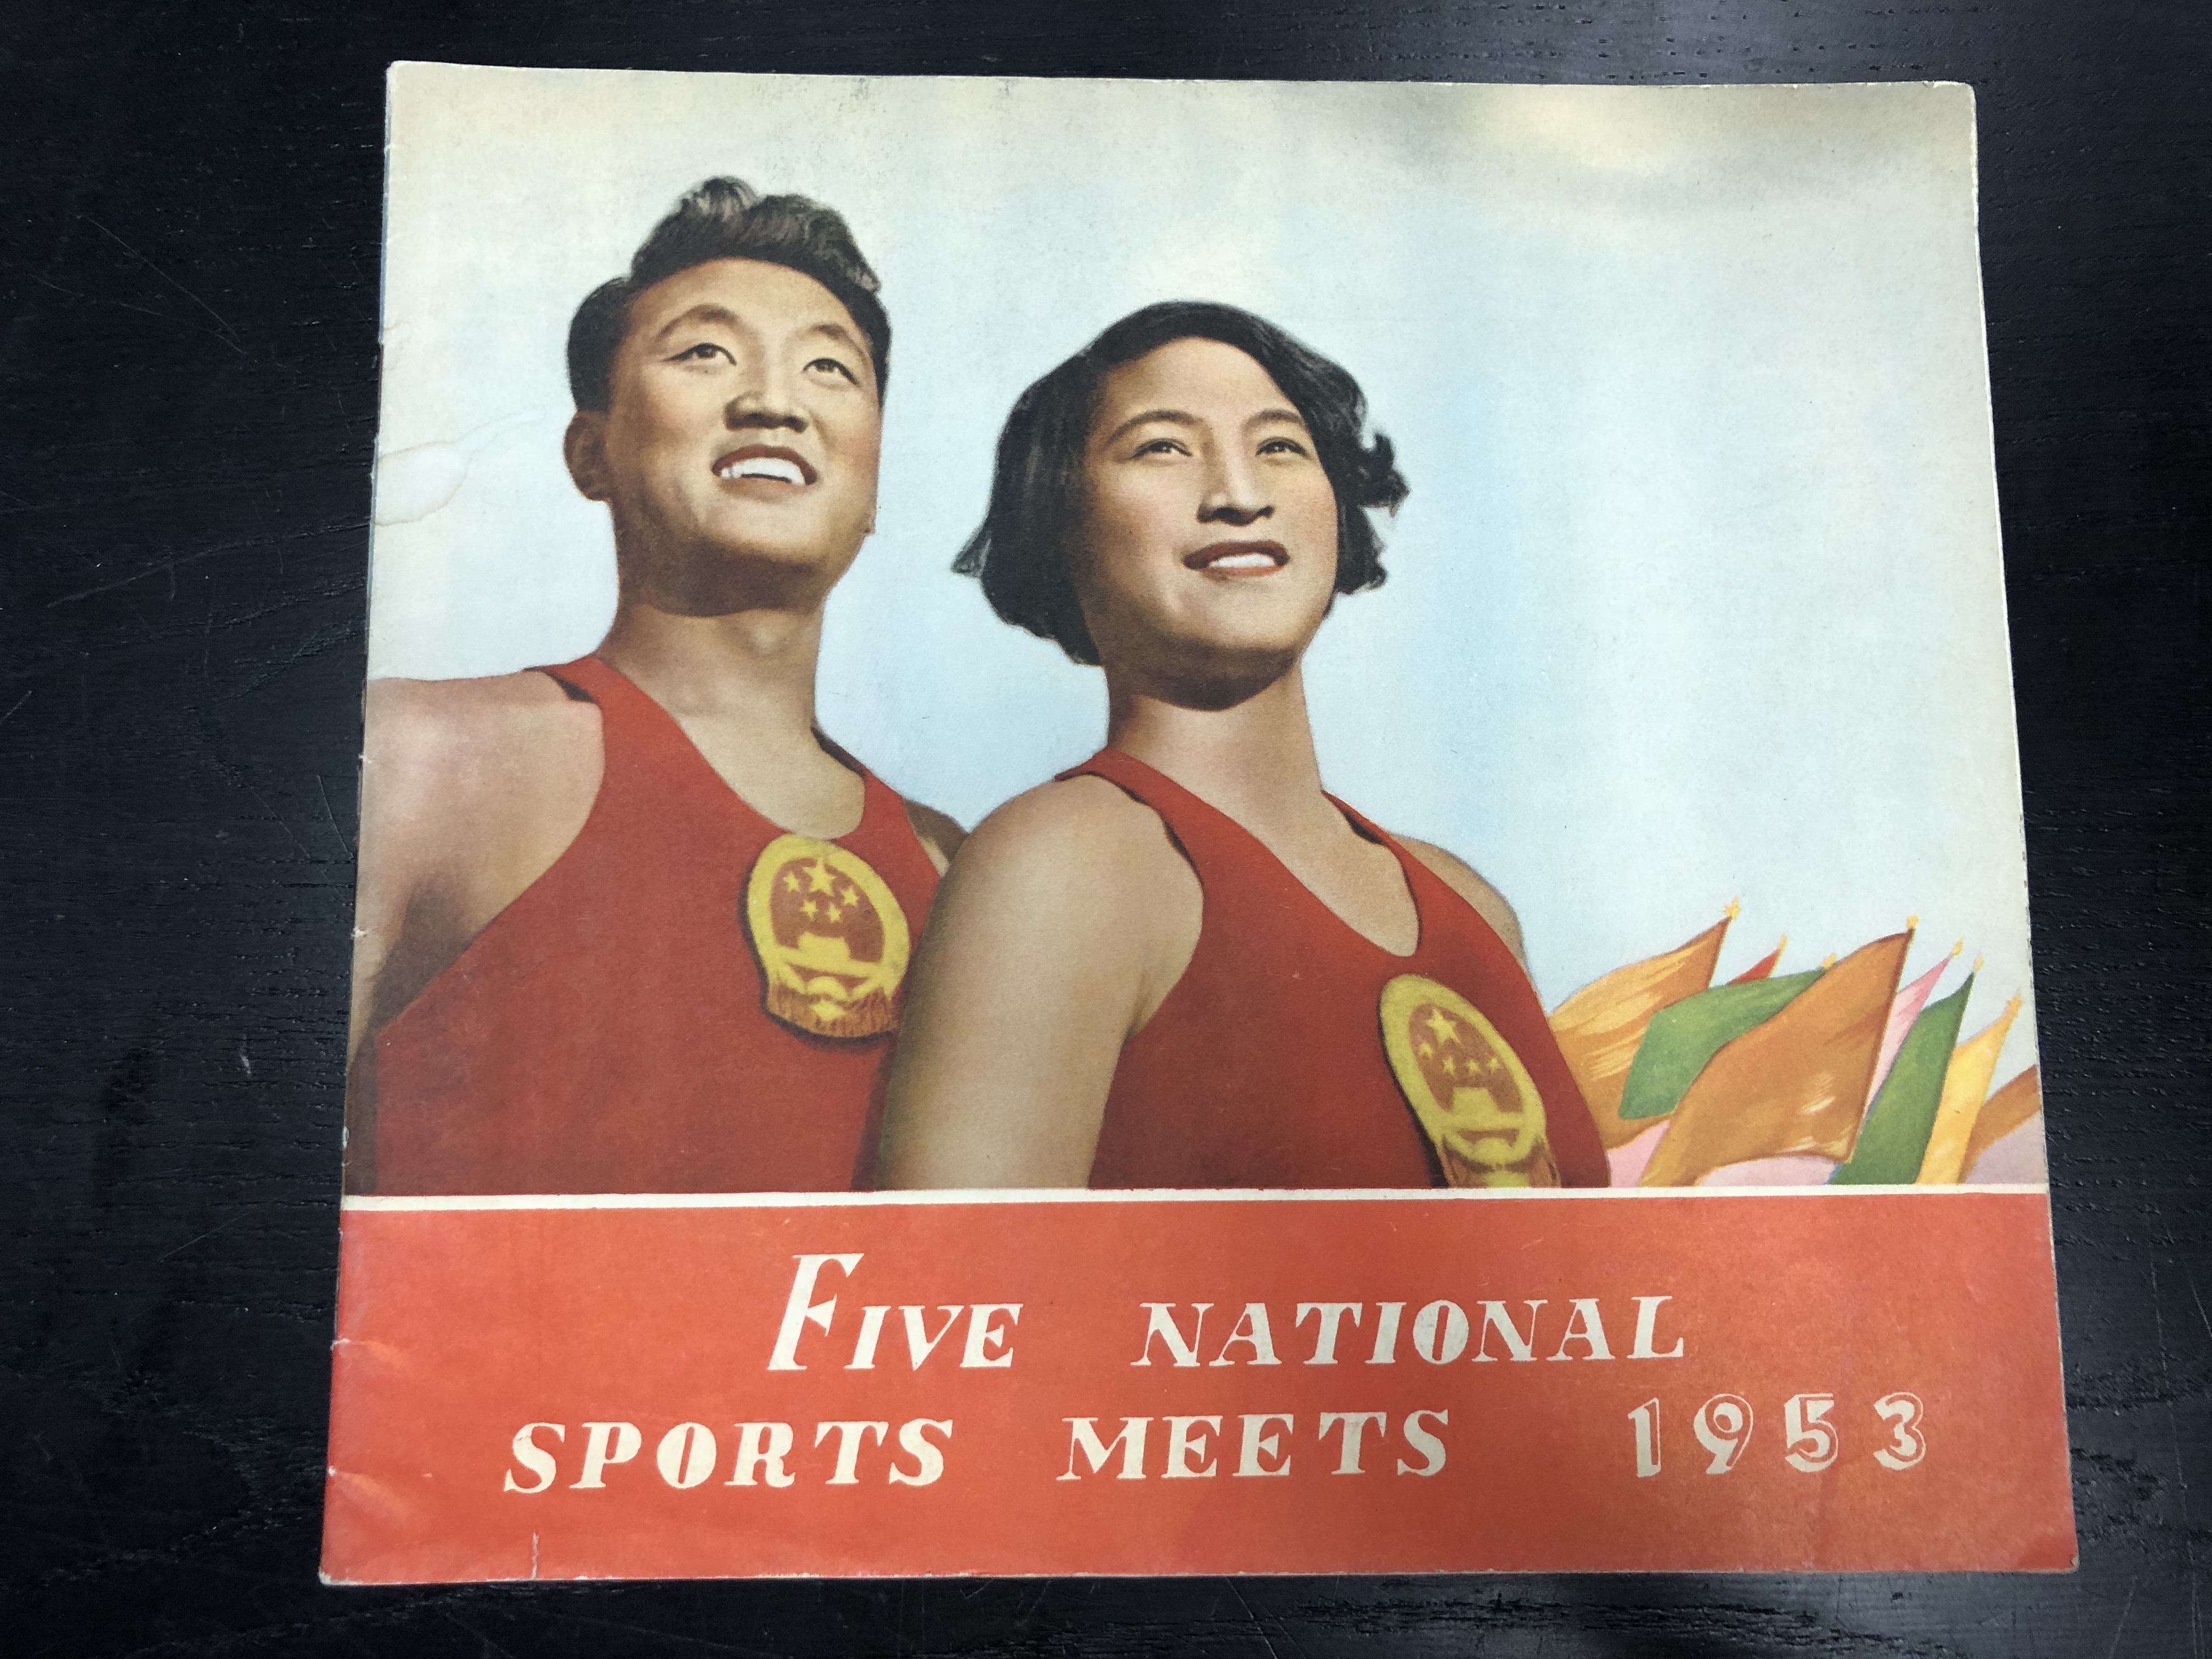 FIVE NATIONAL
SPORTS MEETS 1953